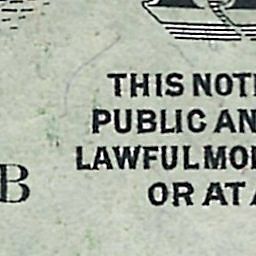 THIS NOT
PUBLIC AN
LAWFUL MO
B
OR AT A